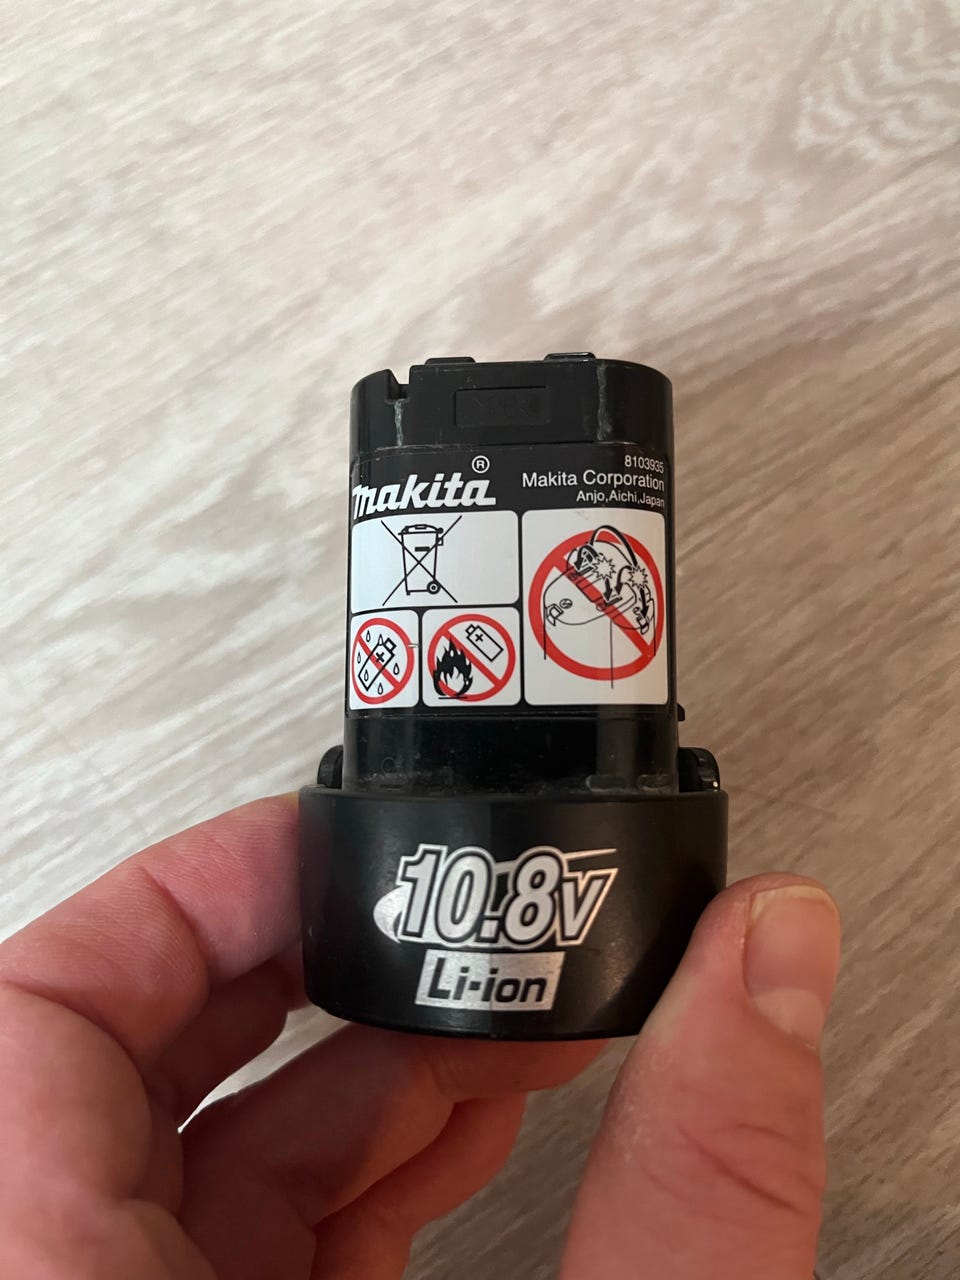 makita®
8103935
Makita Corporation
Anjo,Aichi,Japan
10.8V
Li-ion